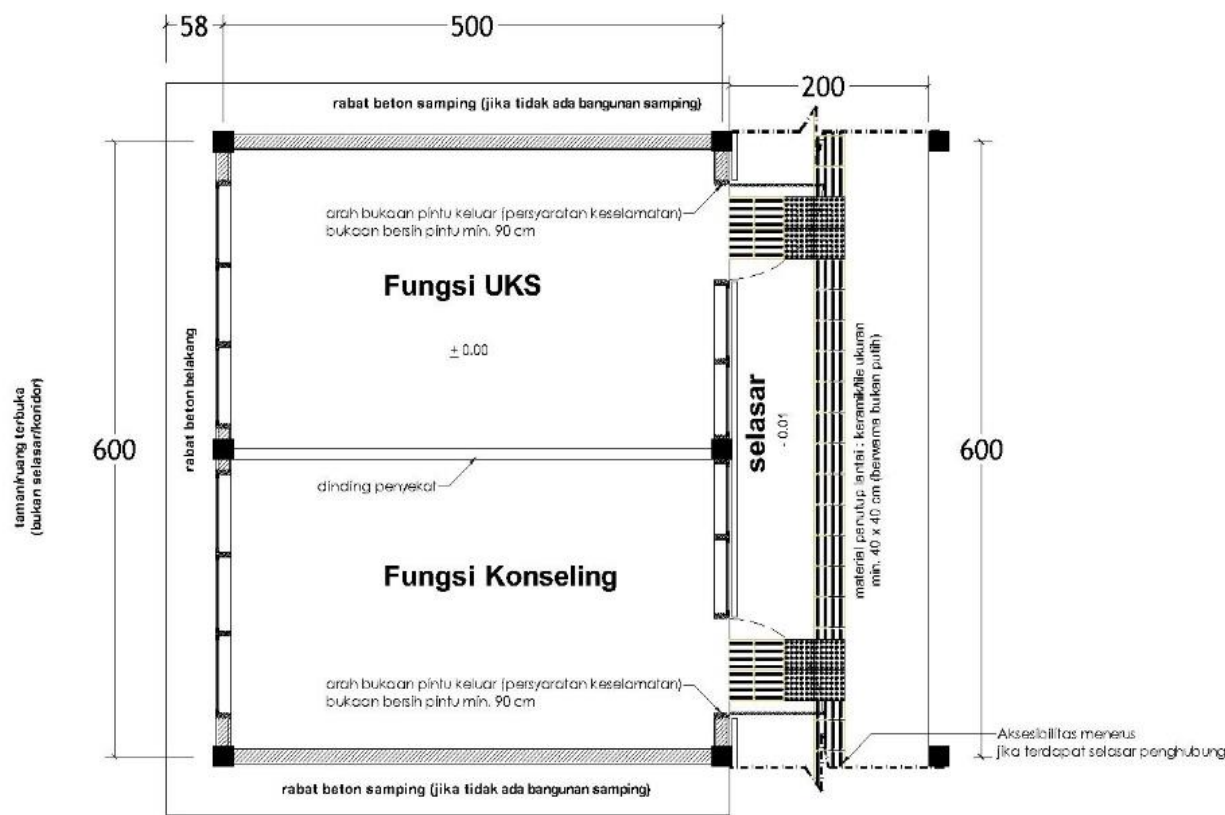 58
500
200
rabat beton samping (jika tidak ada bangunan samping)
arah bukaan pintu keluar (persyaratan keselamatan)
bukaan bersih pintu min. 90 cm
Fungsi UKS
± 0.00
rabat beton belakang
taman/ruang terbuka
(bukan selasar/koridor)
600
selasar
- 0.01
material penutup lantai : keramik/tile ukuran
min. 40 x 40 cm (berwarna bukan putih)
600
dinding penyekat
Fungsi Konseling
arah bukaan pintu keluar (persyaratan keselamatan)
bukaan bersih pintu min. 90 cm
Aksesibilitas menerus
jika terdapat selasar penghubung
rabat beton samping (jika tidak ada bangunan samping)